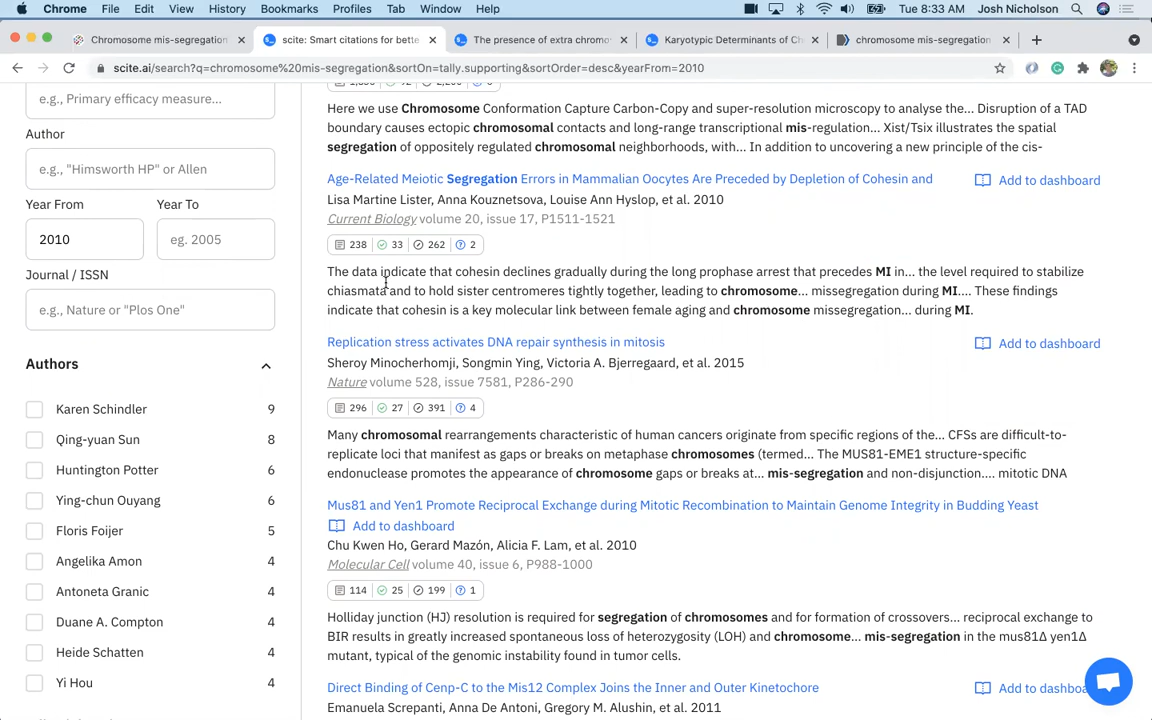 Chrome File Edit View History Bookmarks Profiles Tab Window Help Tue 8:33 AM Josh Nicholson
Chromosome mis-segregation
scite: Smart citations for bette
The presence of extra chromo
Karyotypic Determinants of Ch
chromosome mis-segregation
scite.ai/search?q=chromosome%20mis-segregation&sortOn=tally.supporting&sortOrder=desc&yearFrom=2010
e.g., Primary efficacy measure...
Author
e.g., "Himsworth HP" or Allen
Year From Year To
2010 eg. 2005
Journal / ISSN
e.g., Nature or "Plos One"
Authors
Karen Schindler 9
Qing-yuan Sun 8
Huntington Potter 6
Ying-chun Ouyang 6
Floris Foijer 5
Angelika Amon 4
Antoneta Granic 4
Duane A. Compton 4
Heide Schatten 4
Yi Hou 4
Here we use Chromosome Conformation Capture Carbon-Copy and super-resolution microscopy to analyse the... Disruption of a TAD
boundary causes ectopic chromosomal contacts and long-range transcriptional mis-regulation... Xist/Tsix illustrates the spatial
segregation of oppositely regulated chromosomal neighborhoods, with... In addition to uncovering a new principle of the cis-
Age-Related Meiotic Segregation Errors in Mammalian Oocytes Are Preceded by Depletion of Cohesin and
Add to dashboard
Lisa Martine Lister, Anna Kouznetsova, Louise Ann Hyslop, et al. 2010
Current Biology volume 20, issue 17, P1511-1521
238 33 262 2
The data indicate that cohesin declines gradually during the long prophase arrest that precedes MI in... the level required to stabilize
chiasmata and to hold sister centromeres tightly together, leading to chromosome... missegregation during MI.... These findings
indicate that cohesin is a key molecular link between female aging and chromosome missegregation... during MI.
Replication stress activates DNA repair synthesis in mitosis
Add to dashboard
Sheroy Minocherhomji, Songmin Ying, Victoria A. Bjerregaard, et al. 2015
Nature volume 528, issue 7581, P286-290
296 27 391 4
Many chromosomal rearrangements characteristic of human cancers originate from specific regions of the... CFSs are difficult-to-
replicate loci that manifest as gaps or breaks on metaphase chromosomes (termed... The MUS81-EME1 structure-specific
endonuclease promotes the appearance of chromosome gaps or breaks at... mis-segregation and non-disjunction.... mitotic DNA
Mus81 and Yen1 Promote Reciprocal Exchange during Mitotic Recombination to Maintain Genome Integrity in Budding Yeast
Add to dashboard
Chu Kwen Ho, Gerard Mazón, Alicia F. Lam, et al. 2010
Molecular Cell volume 40, issue 6, P988-1000
114 25 199 1
Holliday junction (HJ) resolution is required for segregation of chromosomes and for formation of crossovers... reciprocal exchange to
BIR results in greatly increased spontaneous loss of heterozygosity (LOH) and chromosome... mis-segregation in the mus81Δ yen1Δ
mutant, typical of the genomic instability found in tumor cells.
Direct Binding of Cenp-C to the Mis12 Complex Joins the Inner and Outer Kinetochore
Add to dashboa
Emanuela Screpanti, Anna De Antoni, Gregory M. Alushin, et al. 2011